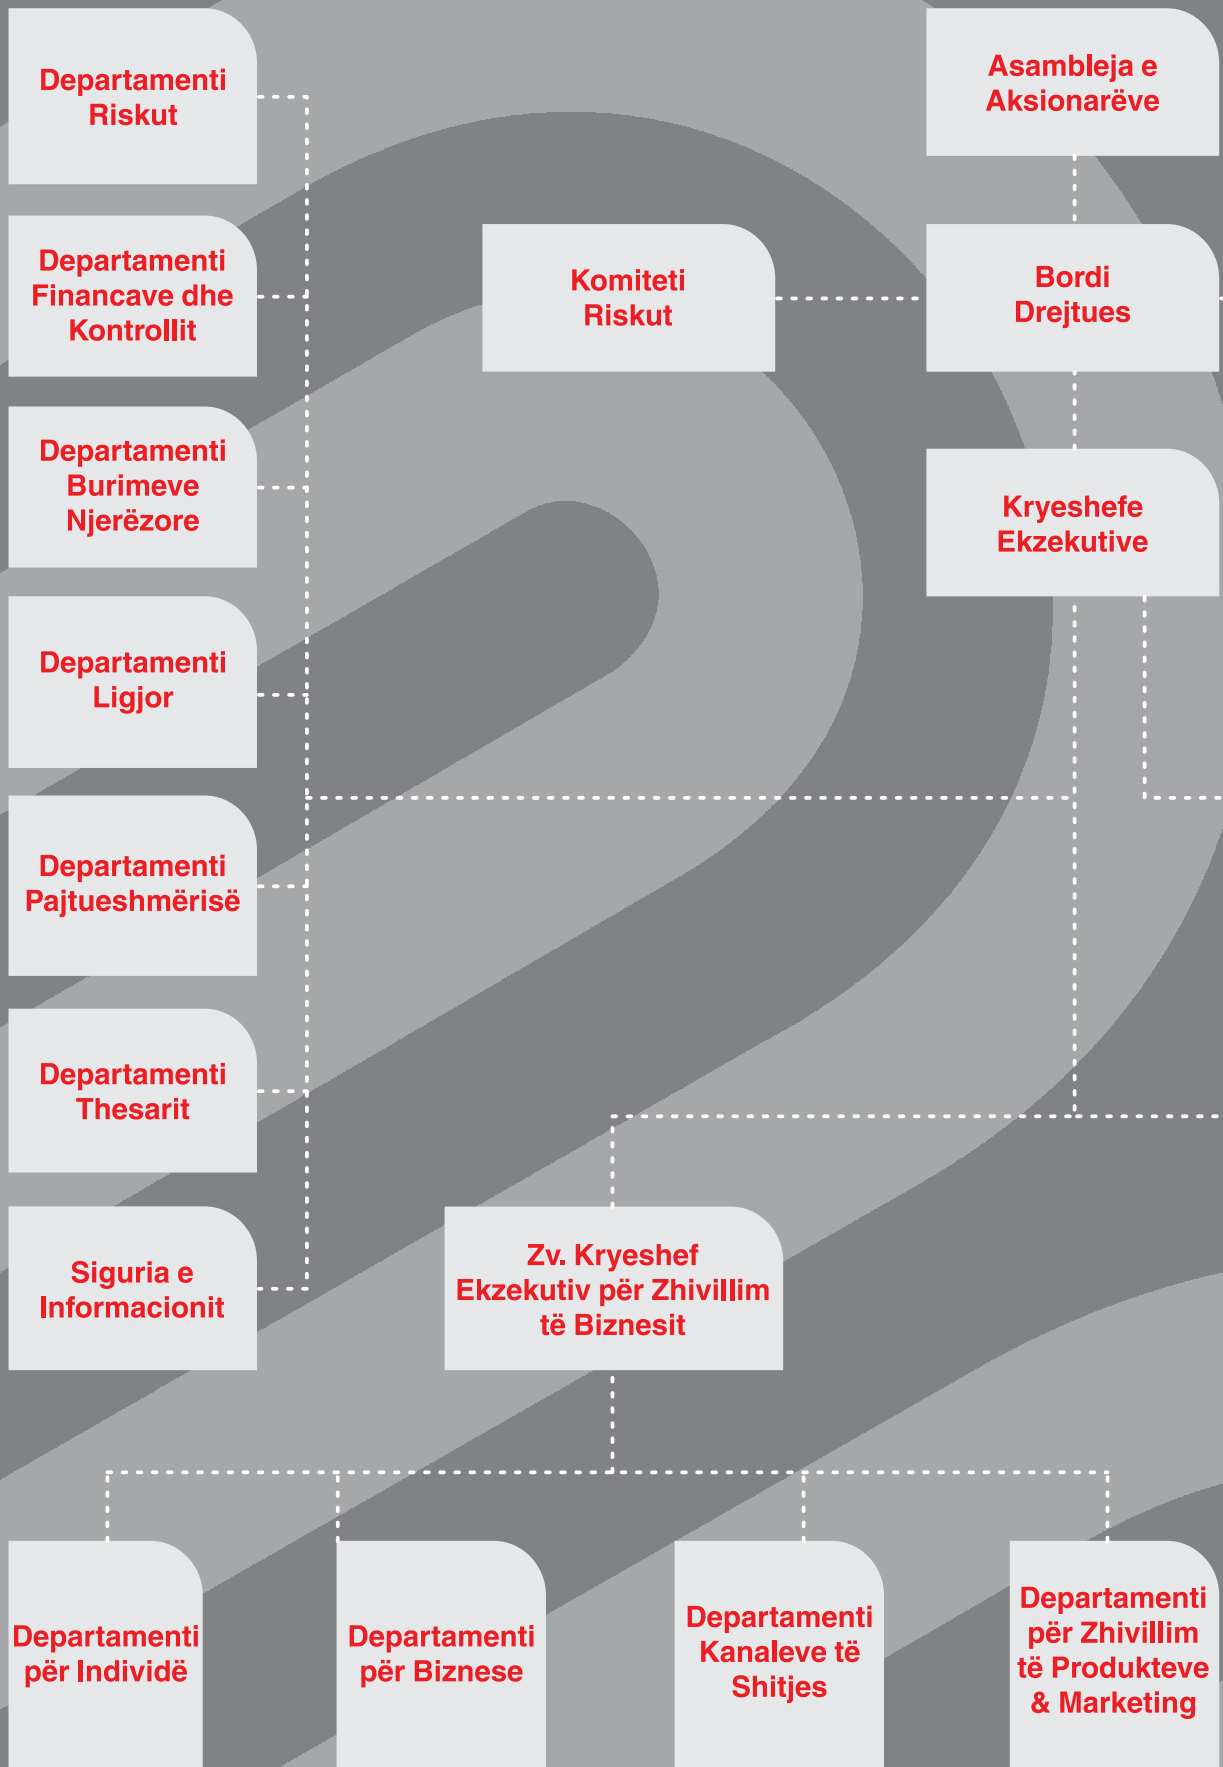 Departamenti
Riskut
Asambleja e
Aksionarëve
Departamenti
Financave dhe
Kontrollit
Komiteti
Riskut
Bordi
Drejtues
Departamenti
Burimeve
Njerëzore
Kryeshefe
Ekzekutive
Departamenti
Ligjor
Departamenti
Pajtueshmërisë
Departamenti
Thesarit
Siguria e
Informacionit
Zv. Kryeshef
Ekzekutiv për Zhivillim
të Biznesit
Departamenti
për Individë
Departamenti
për Biznese
Departamenti
Kanaleve të
Shitjes
Departamenti
për Zhivillim
të Produkteve
& Marketing